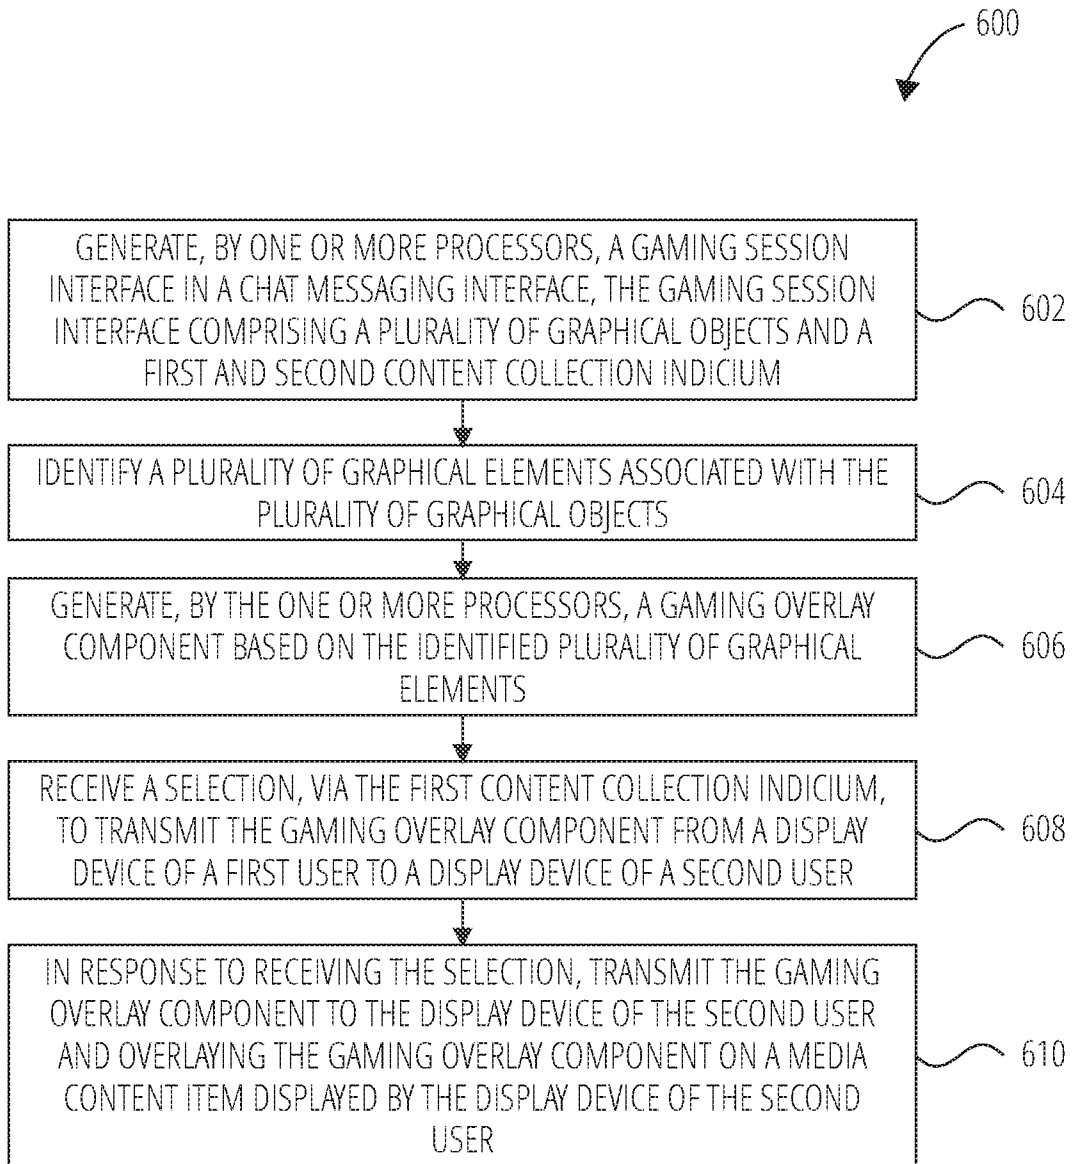 600
GENERATE, BY ONE OR MORE PROCESSORS, A GAMING SESSION
INTERFACE IN A CHAT MESSAGING INTERFACE, THE GAMING SESSION
INTERFACE COMPRISING A PLURALITY OF GRAPHICAL OBJECTS AND A
FIRST AND SECOND CONTENT COLLECTION INDICIUM
602
IDENTIFY A PLURALITY OF GRAPHICAL ELEMENTS ASSOCIATED WITH THE
PLURALITY OF GRAPHICAL OBJECTS
604
GENERATE, BY THE ONE OR MORE PROCESSORS, A GAMING OVERLAY
COMPONENT BASED ON THE IDENTIFIED PLURALITY OF GRAPHICAL
ELEMENTS
606
RECEIVE A SELECTION, VIA THE FIRST CONTENT COLLECTION INDICIUM,
TO TRANSMIT THE GAMING OVERLAY COMPONENT FROM A DISPLAY
DEVICE OF A FIRST USER TO A DISPLAY DEVICE OF A SECOND USER
608
IN RESPONSE TO RECEIVING THE SELECTION, TRANSMIT THE GAMING
OVERLAY COMPONENT TO THE DISPLAY DEVICE OF THE SECOND USER
AND OVERLAYING THE GAMING OVERLAY COMPONENT ON A MEDIA
CONTENT ITEM DISPLAYED BY THE DISPLAY DEVICE OF THE SECOND
USER
610